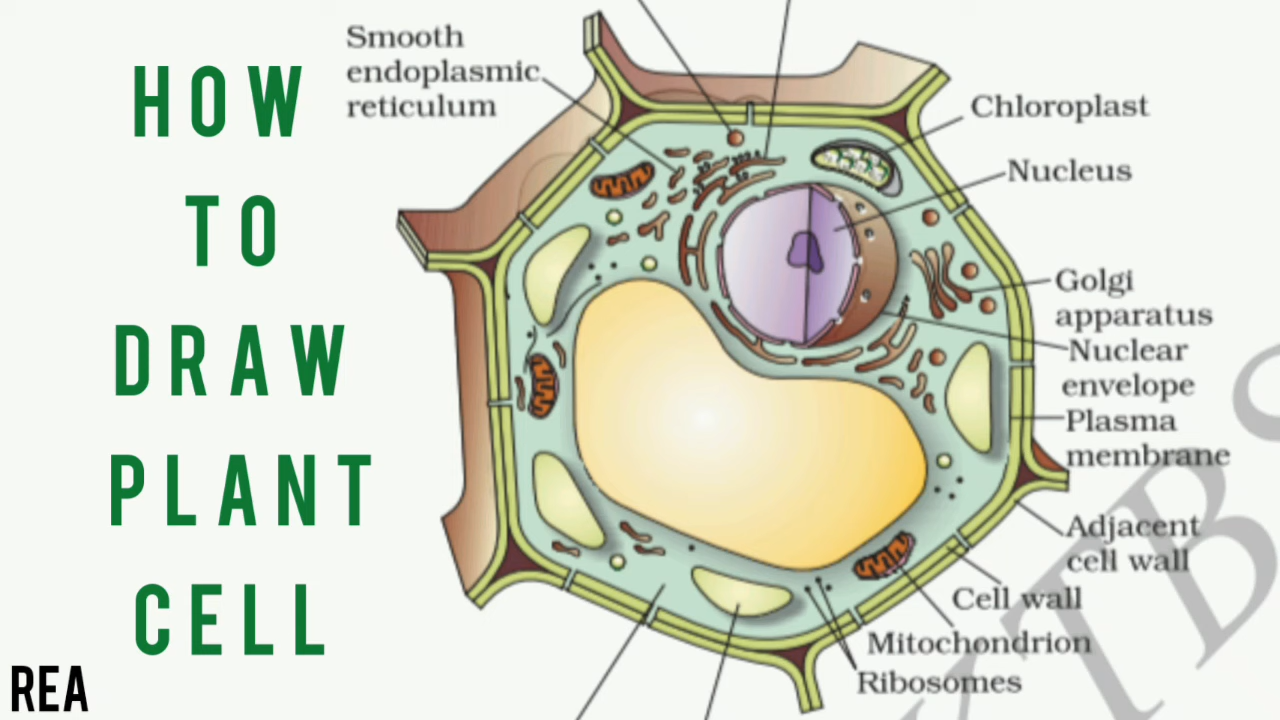 HOW
TO
DRAW
PLANT
CELL
REA
Smooth
endoplasmic
reticulum
Chloroplast
Nucleus
Golgi
apparatus
Nuclear
envelope
Plasma
membrane
Adjacent
cell wall
Cell wall
Mitochondrion
Ribosomes